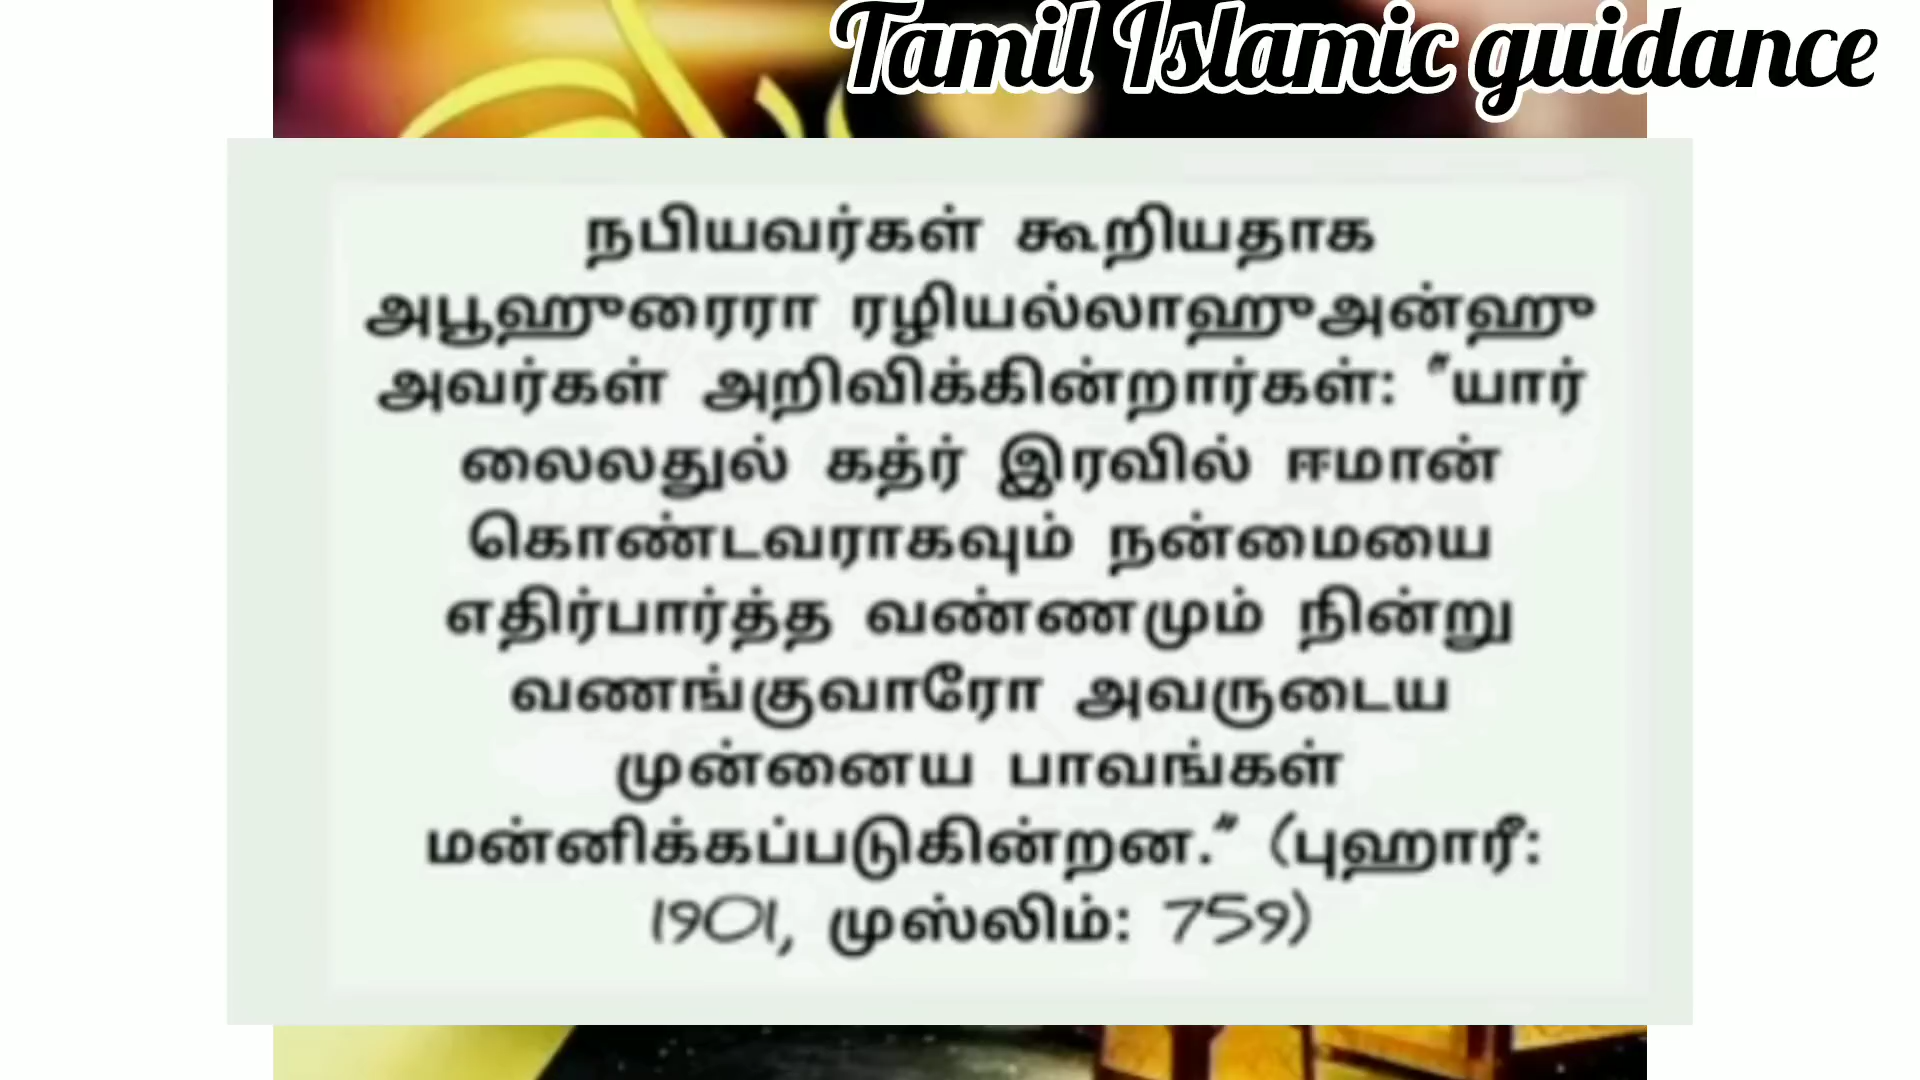 Tamil Islamic guidance
நபியவர்கள் கூறியதாக
அபூஹுரைரா ரழியல்லாஹுஅன்ஹு
அவர்கள் அறிவிக்கின்றார்கள்: "யார்
லைலதுல் கத்ர் இரவில் ஈமான்
கொண்டவராகவும் நன்மையை
எதிர்பார்த்த வண்ணமும் நின்று
வணங்குவாரோ அவருடைய
முன்னைய பாவங்கள்
மன்னிக்கப்படுகின்றன." (புஹாரீ:
1901, முஸ்லிம்: 759)